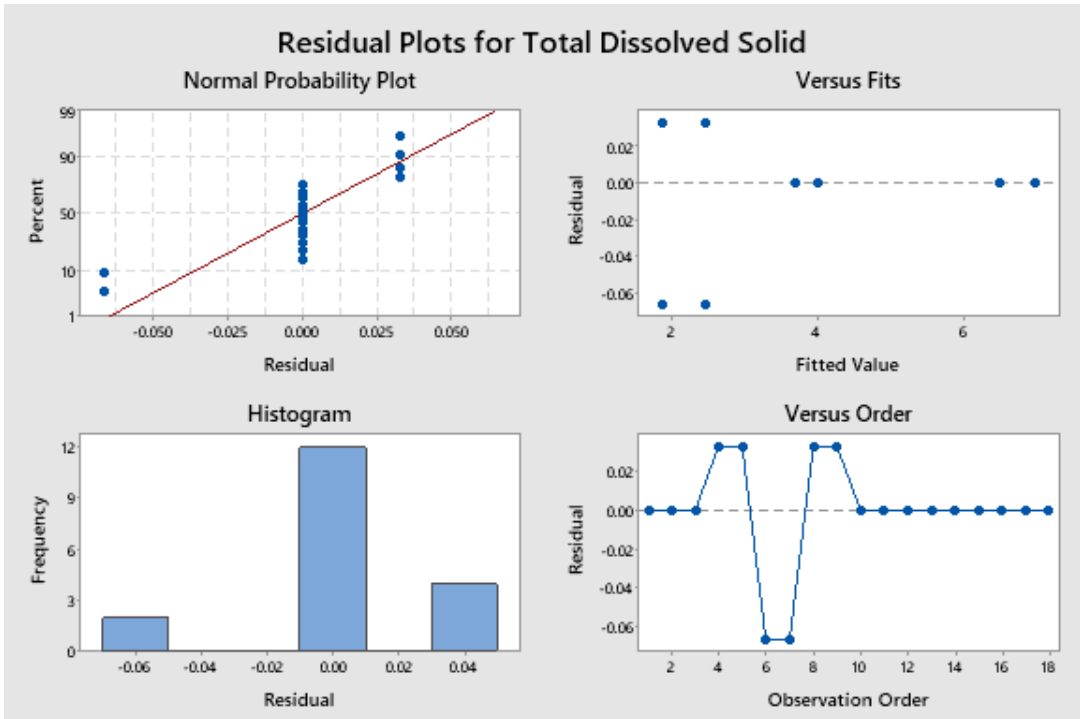 Residual Plots for Total Dissolved Solid
Normal Probability Plot
99
90
50
10
1
Percent
-0.050 -0.025 0.000 0.025 0.050
Residual
Versus Fits
0.02
0.00
-0.02
-0.04
-0.06
Residual
2 4 6
Fitted Value
Histogram
12
9
6
3
0
Frequency
-0.06 -0.04 -0.02 0.00 0.02 0.04
Residual
Versus Order
0.02
0.00
-0.02
-0.04
-0.06
Residual
2 4 6 8 10 12 14 16 18
Observation Order